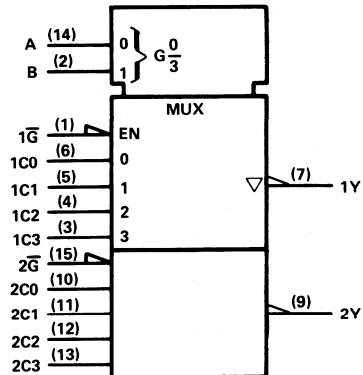 A (14) 0
B (2) 1
G 0/3
MUX
1G̅ (1) EN
1C0 (6) 0
1C1 (5) 1
1C2 (4) 2
1C3 (3) 3
(7) 1Y
2G̅ (15)
2C0 (10)
2C1 (11)
2C2 (12)
2C3 (13)
(9) 2Y